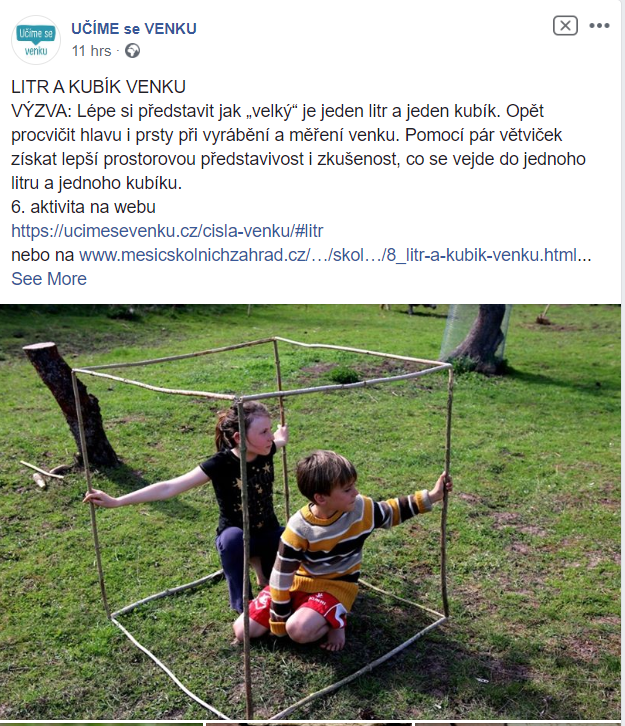 Učíme se
venku
UČÍME se VENKU
11 hrs ·
LITR A KUBÍK VENKU
VÝZVA: Lépe si představit jak „velký“ je jeden litr a jeden kubík. Opět
procvičit hlavu i prsty při vyrábění a měření venku. Pomocí pár větviček
získat lepší prostorovou představivost i zkušenost, co se vejde do jednoho
litru a jednoho kubíku.
6. aktivita na webu
https://ucimesevenku.cz/cisla-venku/#litr
nebo na www.mesicskolnichzahrad.cz/…/skol…/8_litr-a-kubik-venku.html...
See More